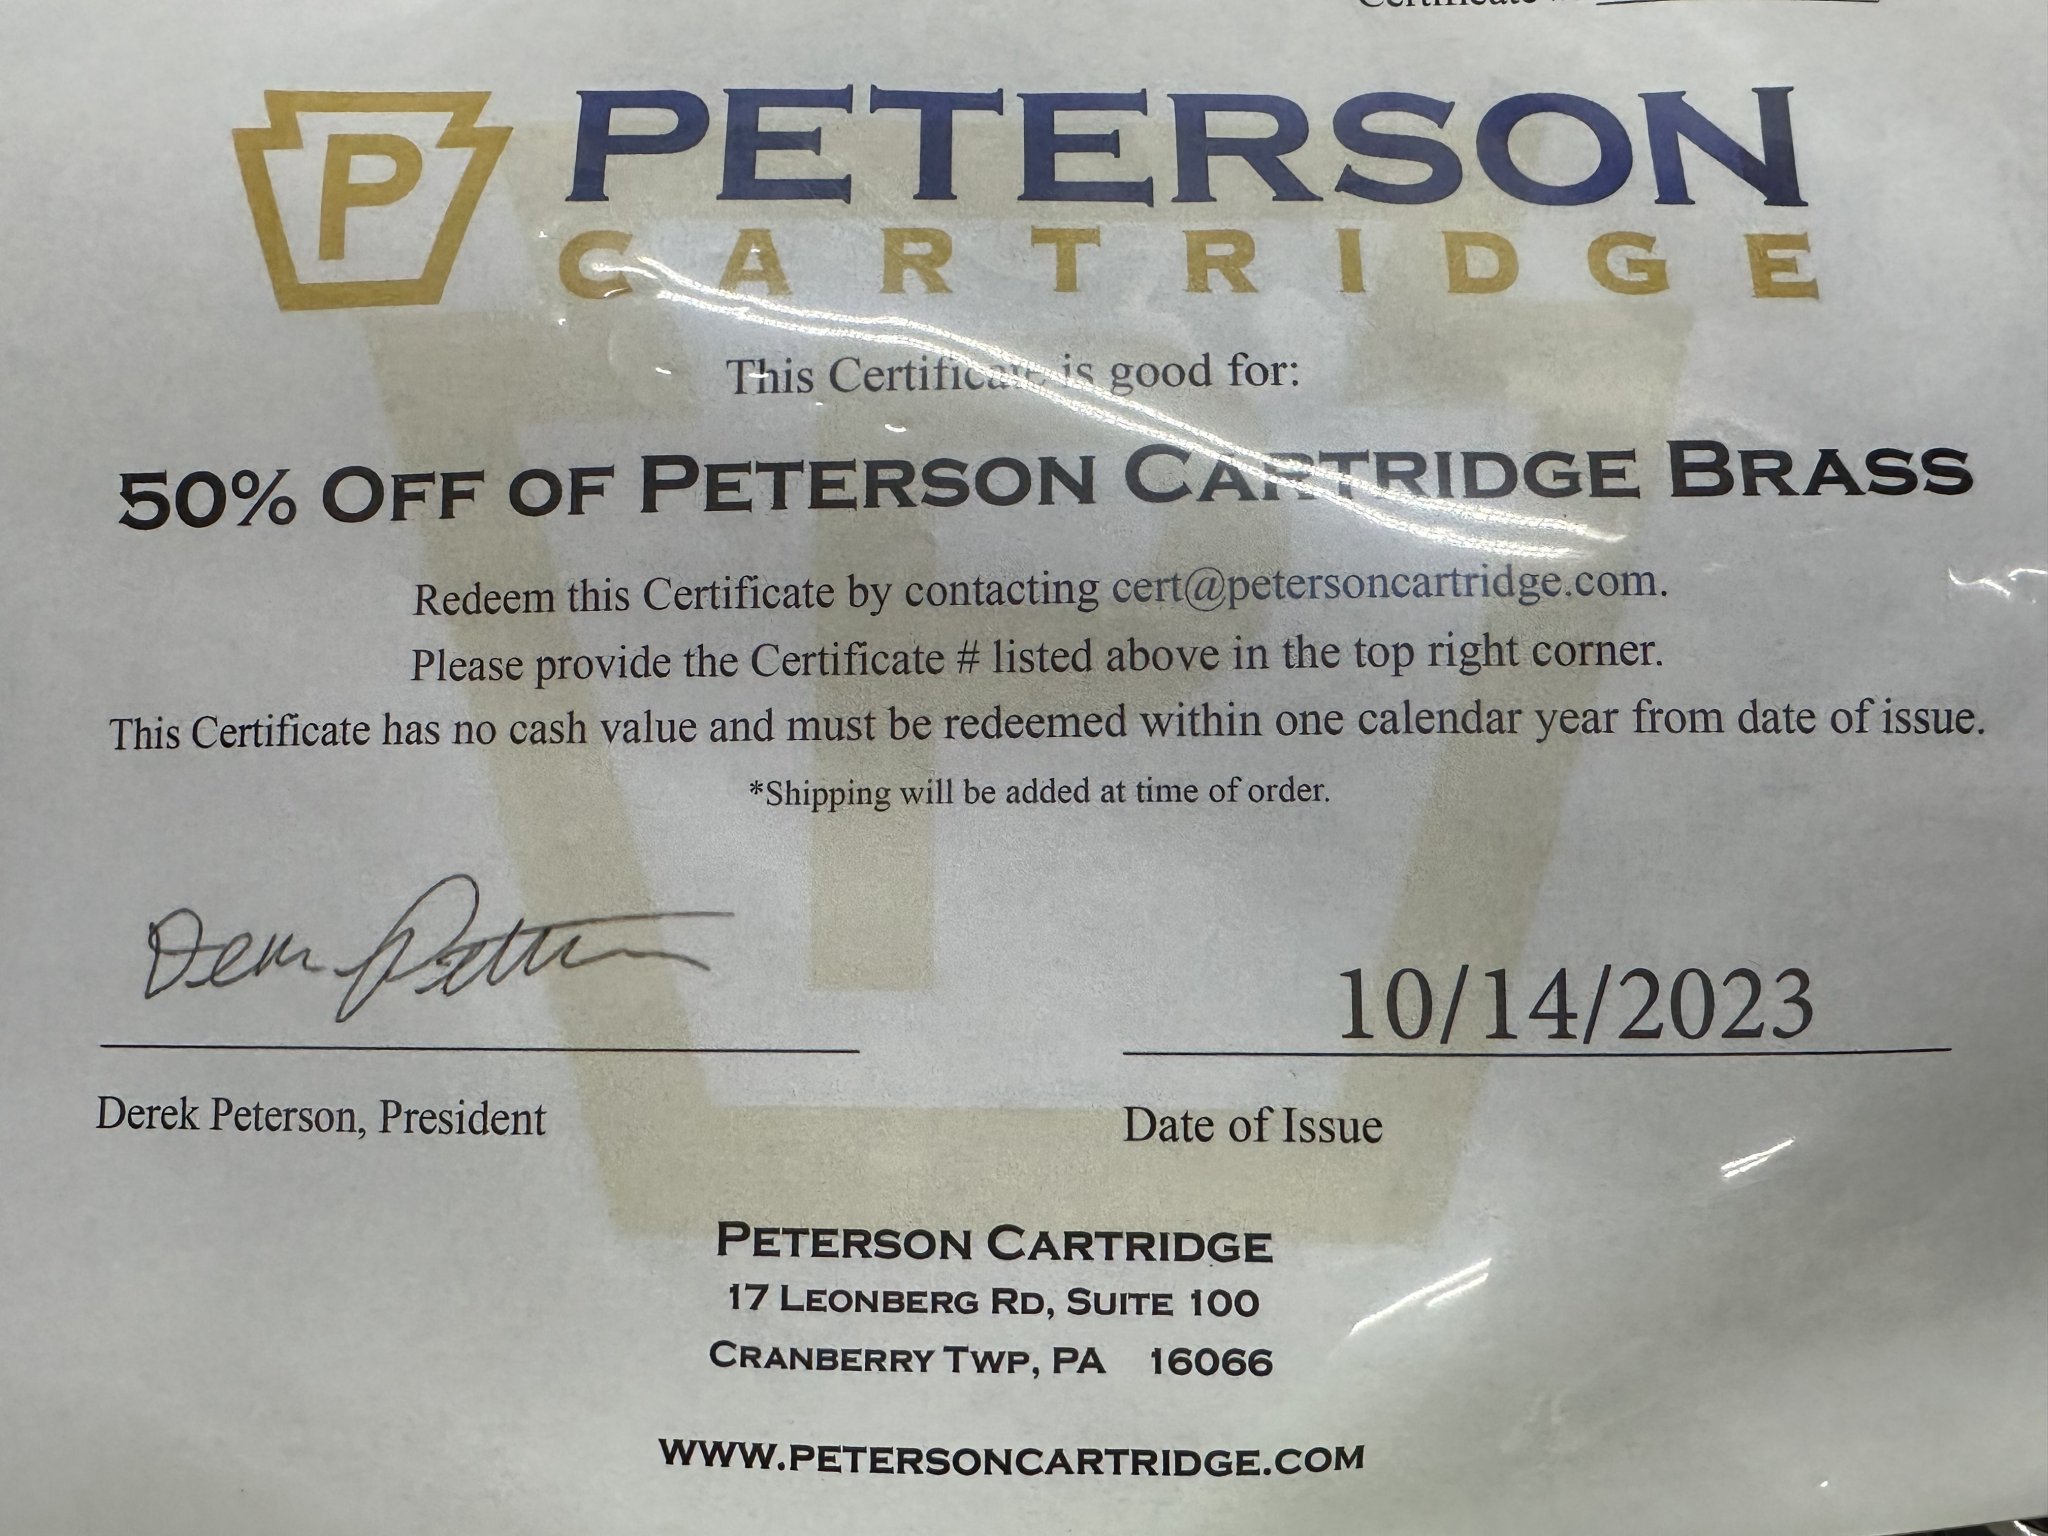 PETERSON
P
CARTRIDGE
This Certificate is good for:
50% OFF OF PETERSON CARTRIDGE BRASS
Redeem this Certificate by contacting cert@petersoncartridge.com.
Please provide the Certificate # listed above in the top right corner.
This Certificate has no cash value and must be redeemed within one calendar year from date of issue.
*Shipping will be added at time of order.
Derek Peterson
10/14/2023
Derek Peterson, President
Date of Issue
PETERSON CARTRIDGE
17 LEONBERG RD, SUITE 100
CRANBERRY TWP, PA 16066
WWW.PETERSONCARTRIDGE.COM